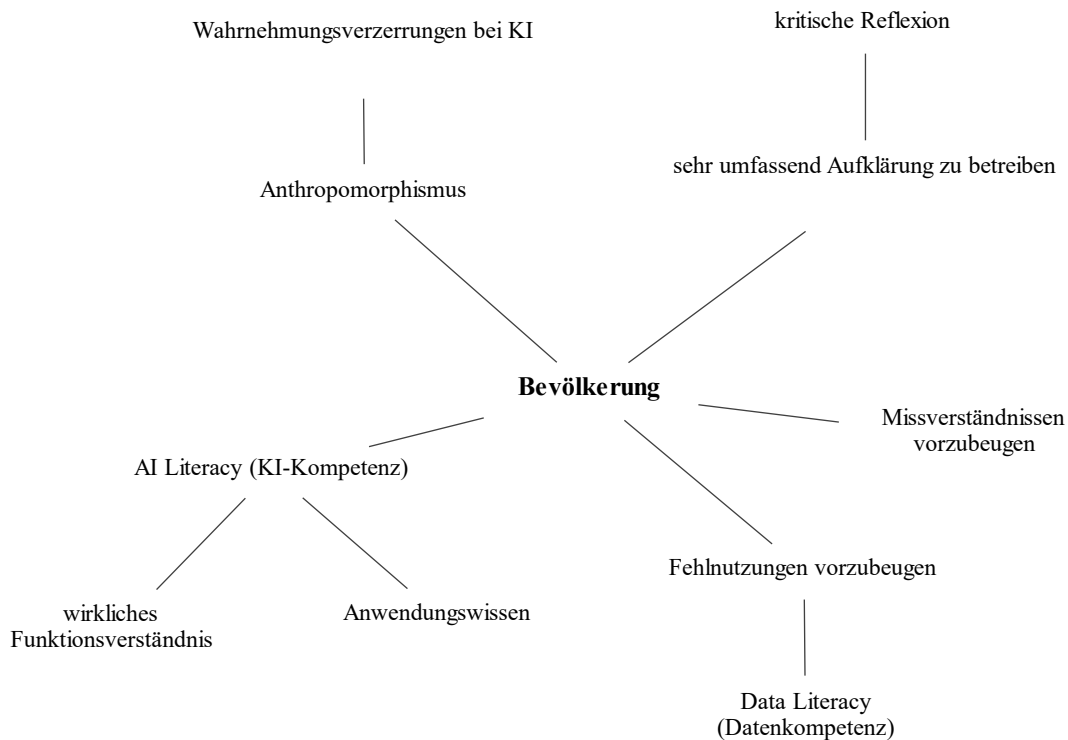 Wahrnehmungsverzerrungen bei KI
kritische Reflexion
sehr umfassend Aufklärung zu betreiben
Anthropomorphismus
Bevölkerung
Missverständnissen
vorzubeugen
AI Literacy (KI-Kompetenz)
Fehlnutzungen vorzubeugen
wirkliches
Funktionsverständnis
Anwendungswissen
Data Literacy
(Datenkompetenz)